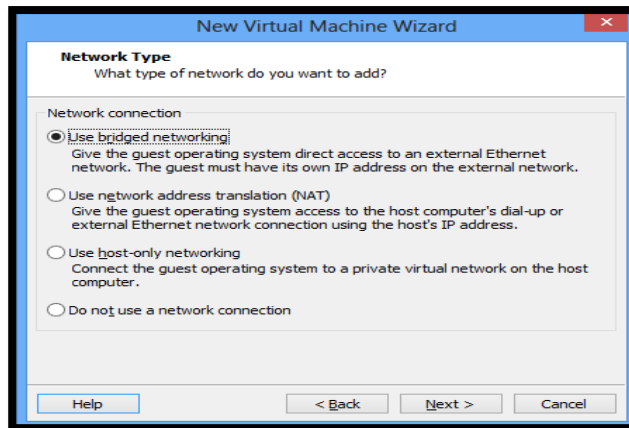 New Virtual Machine Wizard
Network Type
What type of network do you want to add?
Network connection
Use bridged networking
Give the guest operating system direct access to an external Ethernet
network. The guest must have its own IP address on the external network.
Use network address translation (NAT)
Give the guest operating system access to the host computer's dial-up or
external Ethernet network connection using the host's IP address.
Use host-only networking
Connect the guest operating system to a private virtual network on the host
computer.
Do not use a network connection
Help < Back Next > Cancel